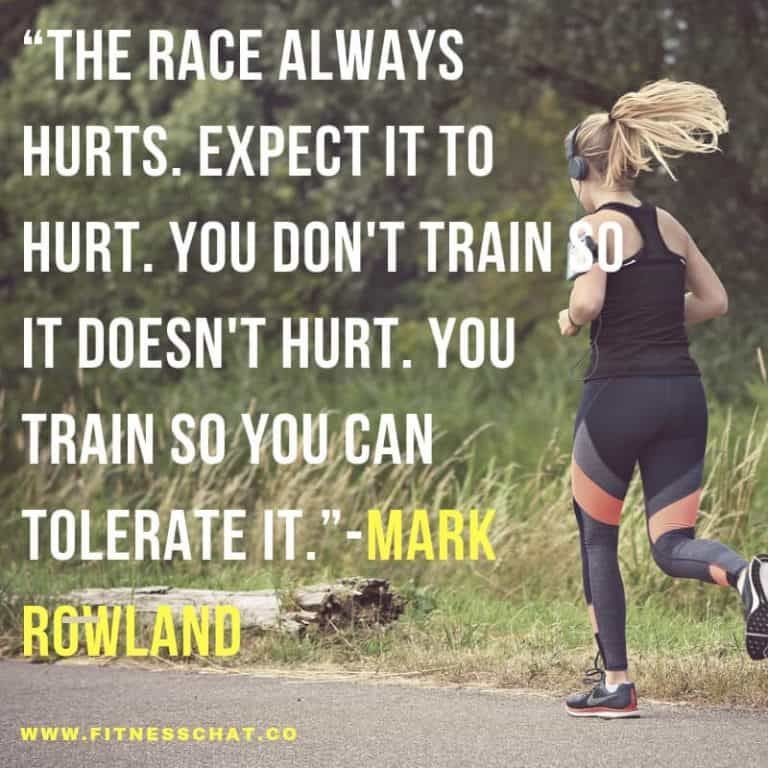 “THE RACE ALWAYS
HURTS. EXPECT IT TO
HURT. YOU DON'T TRAIN SO
IT DOESN'T HURT. YOU
TRAIN SO YOU CAN
TOLERATE IT.”-MARK
ROWLAND
WWW.FITNESSCHAT.CO